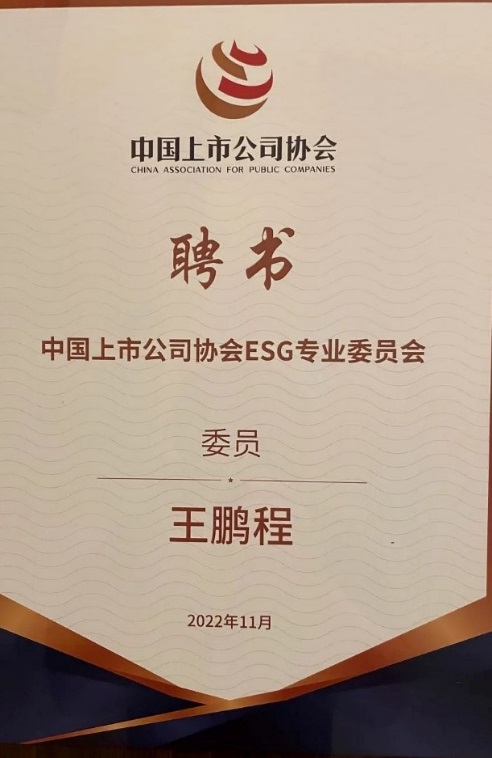 中国上市公司协会
CHINA ASSOCIATION FOR PUBLIC COMPANIES
聘书
中国上市公司协会ESG专业委员会
委员
王鹏程
2022年11月